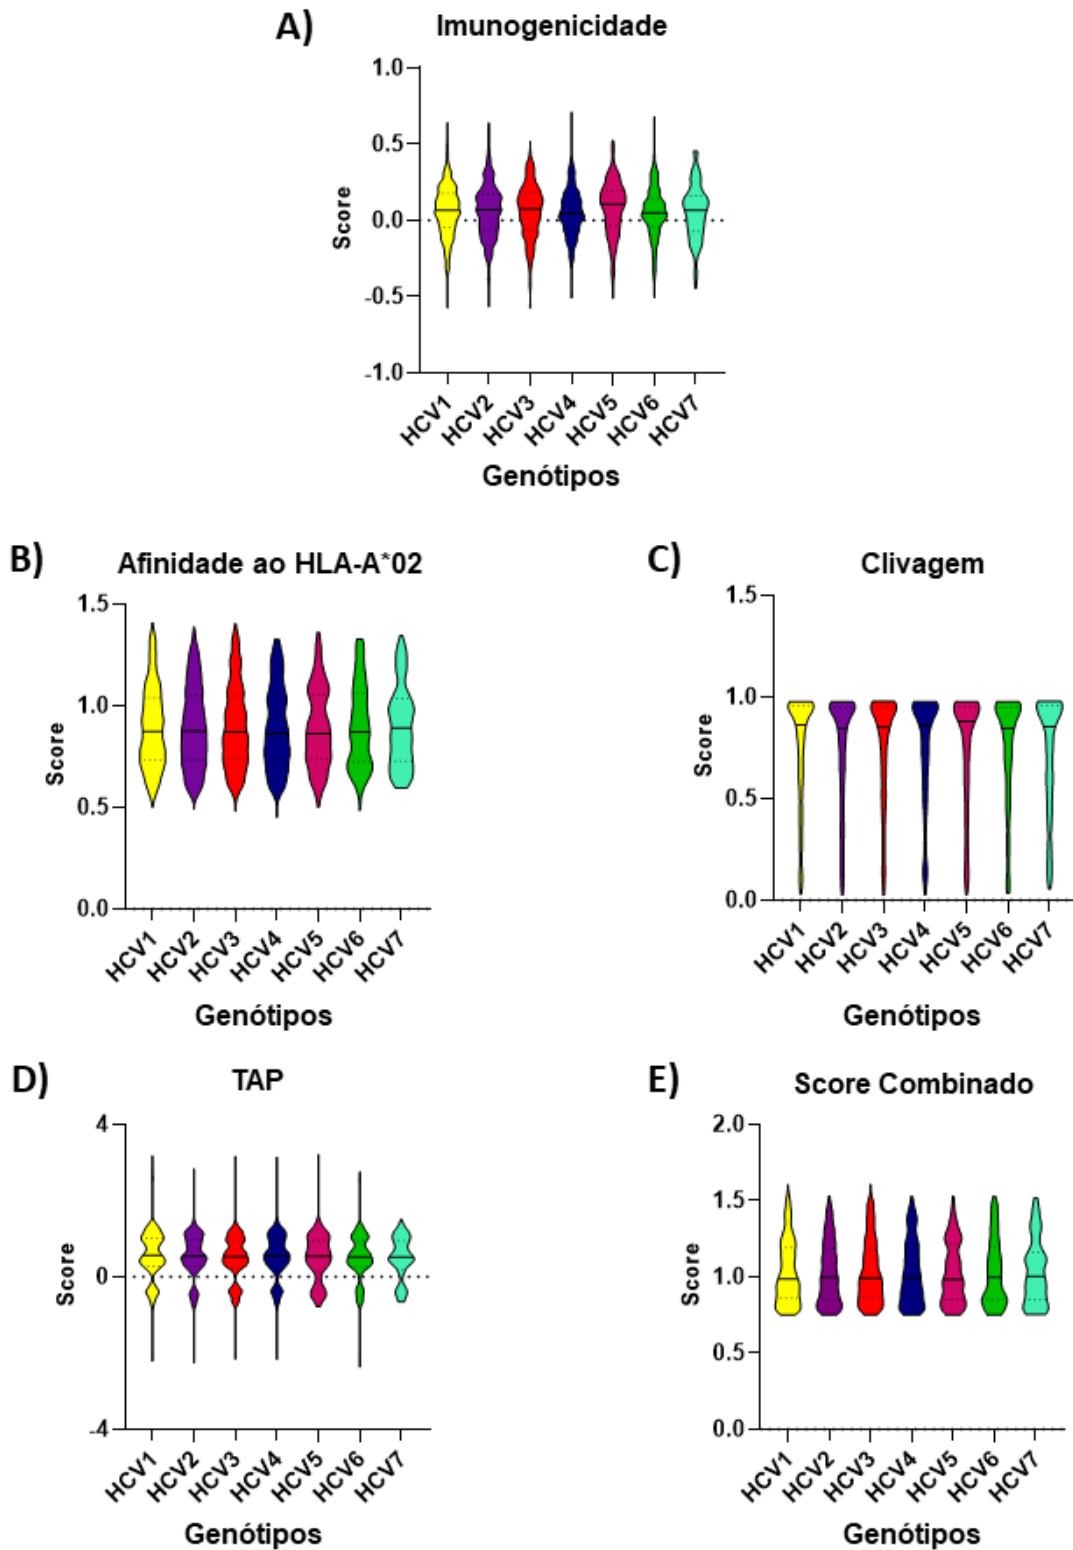 A) Imunogenicidade
1.0
0.5
0.0
-0.5
-1.0
Score
HCV1 HCV2 HCV3 HCV4 HCV5 HCV6 HCV7
Genótipos
B) Afinidade ao HLA-A*02
1.5
1.0
0.5
0.0
Score
HCV1 HCV2 HCV3 HCV4 HCV5 HCV6 HCV7
Genótipos
C) Clivagem
1.5
1.0
0.5
0.0
Score
HCV1 HCV2 HCV3 HCV4 HCV5 HCV6 HCV7
Genótipos
D) TAP
4
0
-4
Score
HCV1 HCV2 HCV3 HCV4 HCV5 HCV6 HCV7
Genótipos
E) Score Combinado
2.0
1.5
1.0
0.5
0.0
Score
HCV1 HCV2 HCV3 HCV4 HCV5 HCV6 HCV7
Genótipos